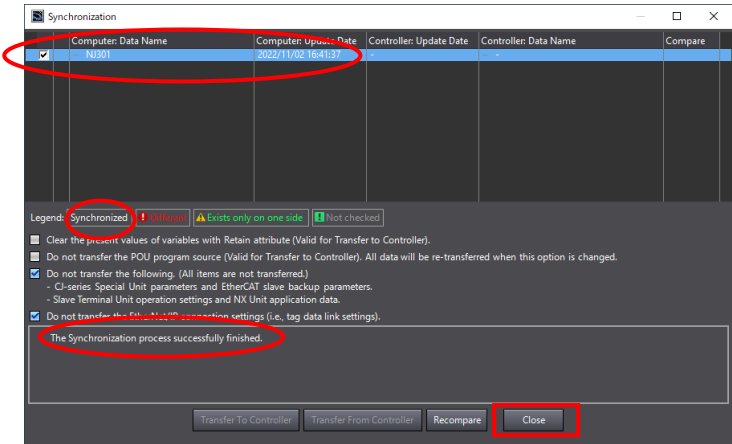 Synchronization
Computer: Data Name Computer: Update Date Controller: Update Date Controller: Data Name Compare
NJ301 2022/11/02 16:41:37 - -
Legend: Synchronized ! Different Exists only on one side ! Not checked
Clear the present values of variables with Retain attribute (Valid for Transfer to Controller).
Do not transfer the POU program source (Valid for Transfer to Controller). All data will be re-transferred when this option is changed.
Do not transfer the following. (All items are not transferred.)
- CJ-series Special Unit parameters and EtherCAT slave backup parameters.
- Slave Terminal Unit operation settings and NX Unit application data.
Do not transfer the EtherNet/IP connection settings (i.e., tag data link settings).
The Synchronization process successfully finished.
Transfer To Controller Transfer From Controller Recompare Close